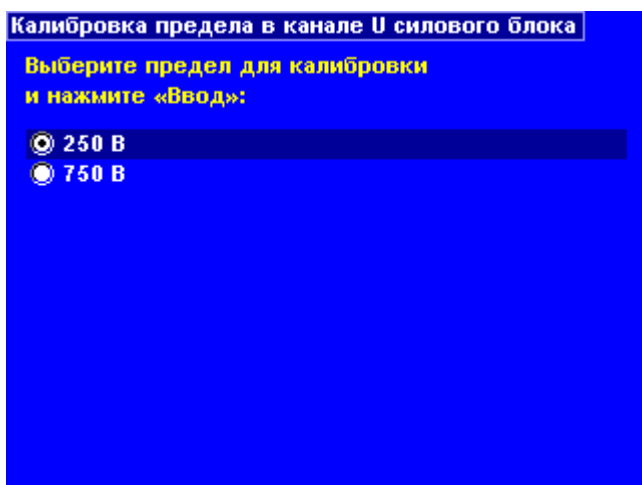 Калибровка предела в канале U силового блока
Выберите предел для калибровки
и нажмите «Ввод»:
250 В
750 В